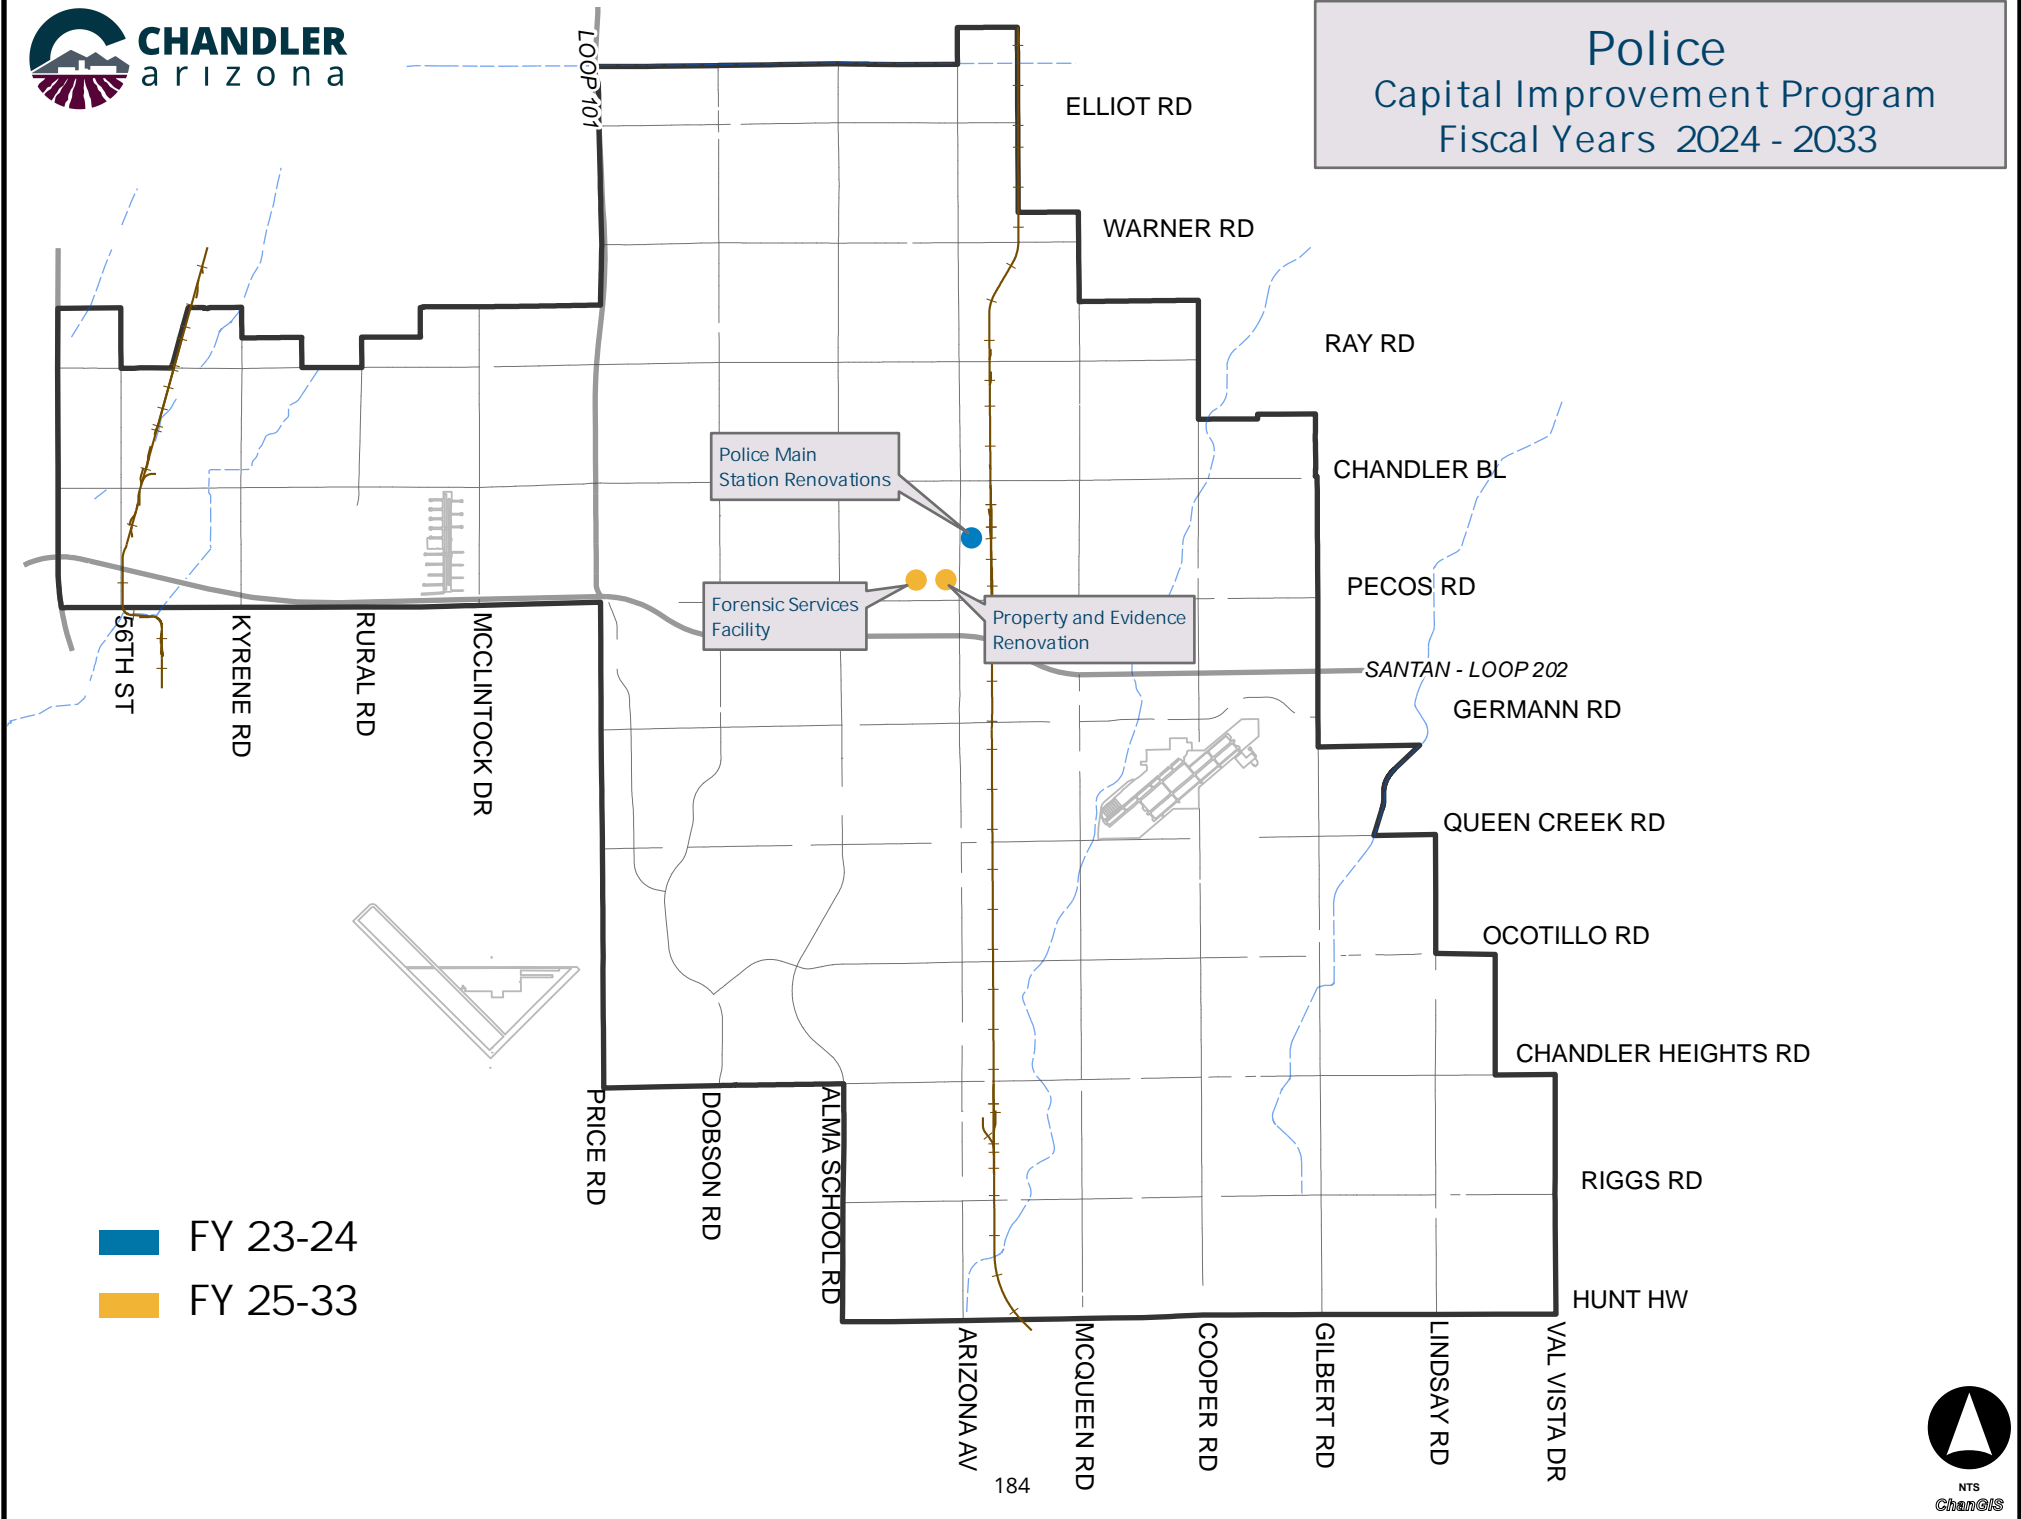 CHANDLER
arizona
Police
Capital Improvement Program
Fiscal Years 2024 - 2033
LOOP 101
ELLIOT RD
WARNER RD
RAY RD
CHANDLER BL
PECOS RD
SANTAN - LOOP 202
GERMANN RD
QUEEN CREEK RD
OCOTILLO RD
CHANDLER HEIGHTS RD
RIGGS RD
HUNT HW
Police Main
Station Renovations
Forensic Services
Facility
Property and Evidence
Renovation
56TH ST
KYRENE RD
RURAL RD
MCCLINTOCK DR
PRICE RD
DOBSON RD
ALMA SCHOOL RD
ARIZONA AV
MCQUEEN RD
COOPER RD
GILBERT RD
LINDSAY RD
VAL VISTA DR
FY 23-24
FY 25-33
184
NTS
ChanGIS